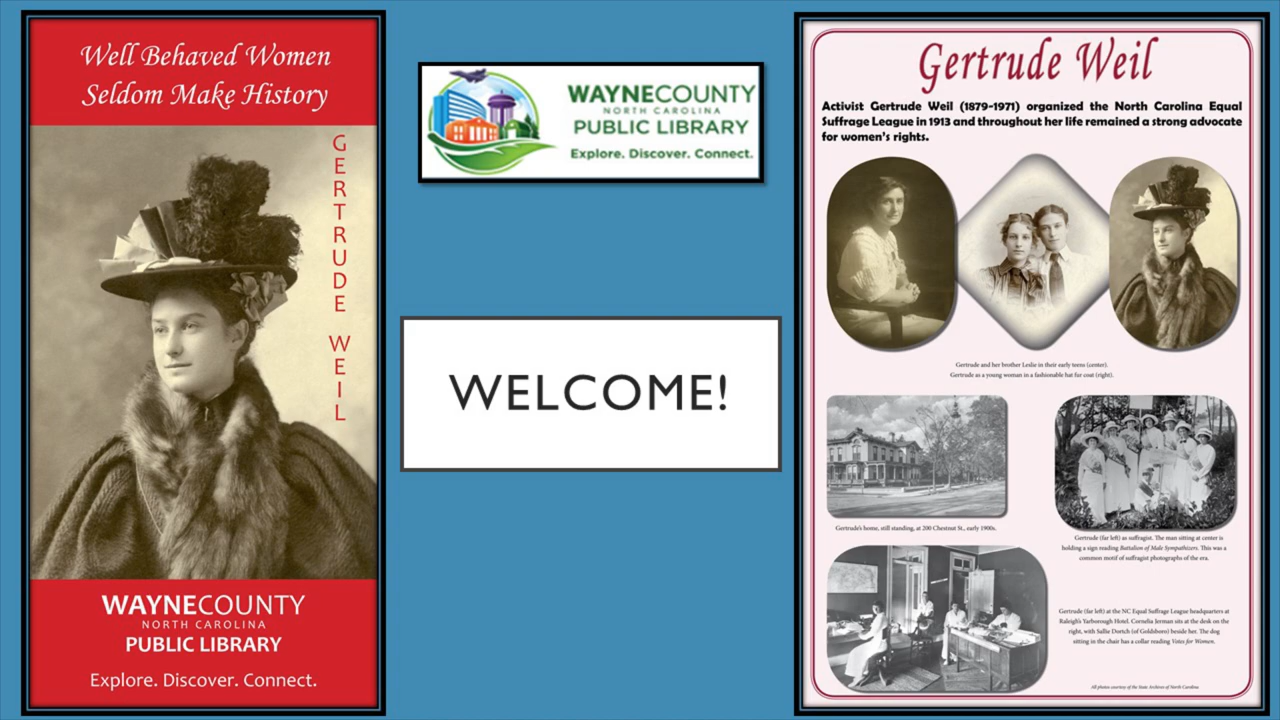 Well Behaved Women
Seldom Make History
GERTRUDE WEIL
WAYNECOUNTY
NORTH CAROLINA
PUBLIC LIBRARY
Explore. Discover. Connect.
WAYNECOUNTY
NORTH CAROLINA
PUBLIC LIBRARY
Explore. Discover. Connect.
WELCOME!
Gertrude Weil
Activist Gertrude Weil (1879-1971) organized the North Carolina Equal
Suffrage League in 1913 and throughout her life remained a strong advocate
for women's rights.
Gertrude and her brother Leslie in their early teens (center).
Gertrude as a young woman in a fashionable hat fur coat (right).
Gertrude's home, still standing, at 200 Chestnut St., early 1900s.
Gertrude (far left) as suffragist. The man sitting at center is
holding a sign reading Battalion of Male Sympathizers. This was a
common motif of suffragist photographs of the era.
Gertrude (far left) at the NC Equal Suffrage League headquarters at
Raleigh's Yarborough Hotel. Cornelia Jerman sits at the desk on the
right, with Sallie Dortch (of Goldsboro) beside her. The dog
sitting in the chair has a collar reading Votes for Women.
All photos courtesy of the State Archives of North Carolina